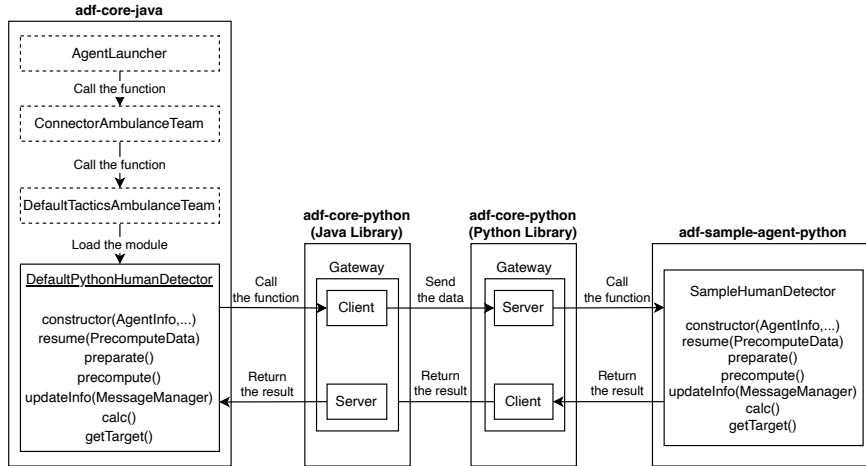 adf-core-java
AgentLauncher
Call the function
ConnectorAmbulanceTeam
Call the function
DefaultTacticsAmbulanceTeam
Load the module
DefaultPythonHumanDetector
constructor(AgentInfo,...)
resume(PrecomputeData)
preparate()
precompute()
updateInfo(MessageManager)
calc()
getTarget()
Call
the function
Return
the result
adf-core-python
(Java Library)
Gateway
Client
Server
Send
the data
Return
the result
adf-core-python
(Python Library)
Gateway
Server
Client
Call
the function
Return
the result
adf-sample-agent-python
SampleHumanDetector
constructor(AgentInfo,...)
resume(PrecomputeData)
preparate()
precompute()
updateInfo(MessageManager)
calc()
getTarget()